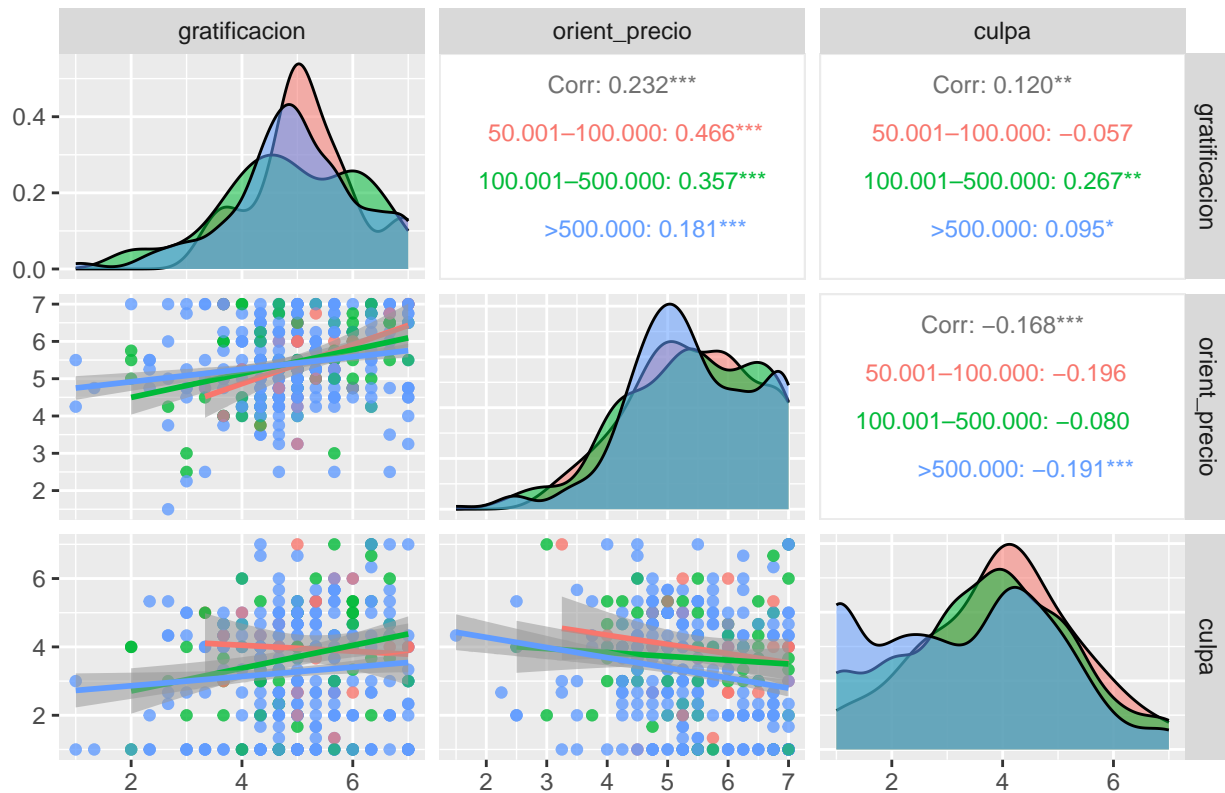 gratificacion
orient_precio
culpa
0.4
0.2
0.0
Corr: 0.232***
50.001–100.000: 0.466***
100.001–500.000: 0.357***
>500.000: 0.181***
Corr: 0.120**
50.001–100.000: −0.057
100.001–500.000: 0.267**
>500.000: 0.095*
gratificacion
7
6
5
4
3
2
Corr: −0.168***
50.001–100.000: −0.196
100.001–500.000: −0.080
>500.000: −0.191***
orient_precio
6
4
2
culpa
2 4 6
2 3 4 5 6 7
2 4 6